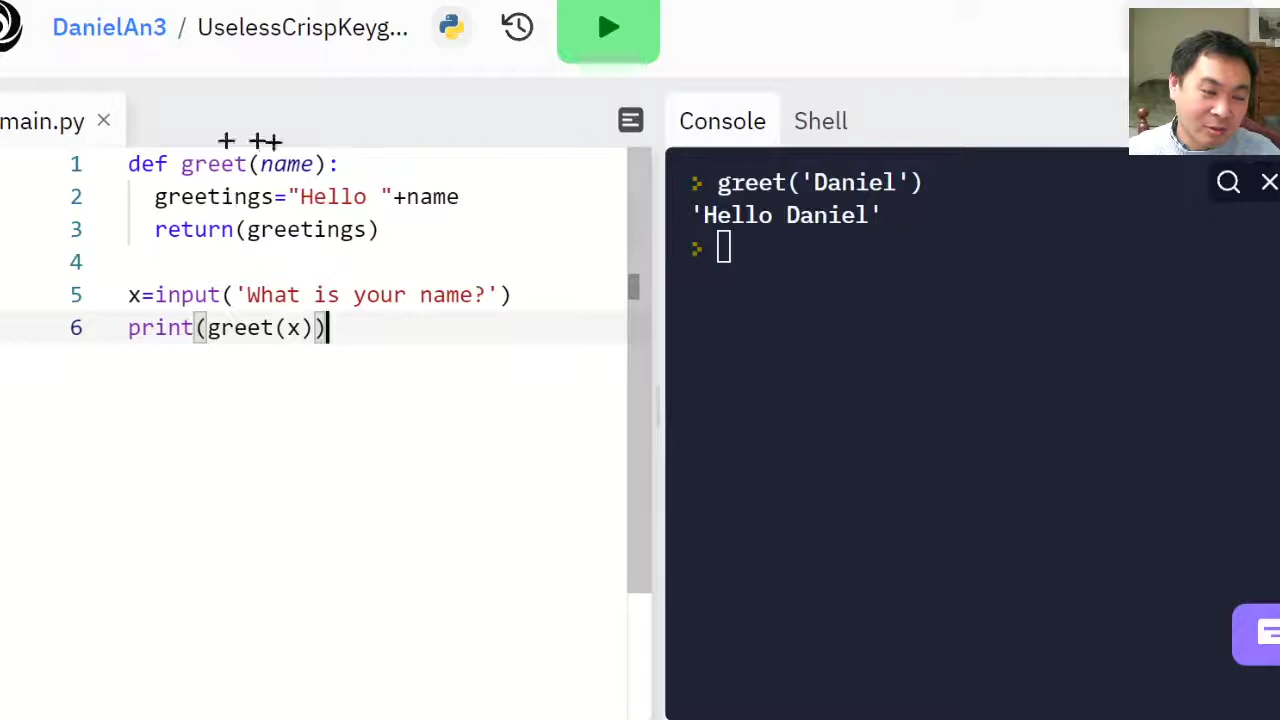 DanielAn3 / UselessCrispKeyg...
main.py ×
Console Shell
1 def greet(name):
2 greetings="Hello "+name
3 return(greetings)
4
5 x=input('What is your name?')
6 print(greet(x))
> greet('Daniel')
'Hello Daniel'
>